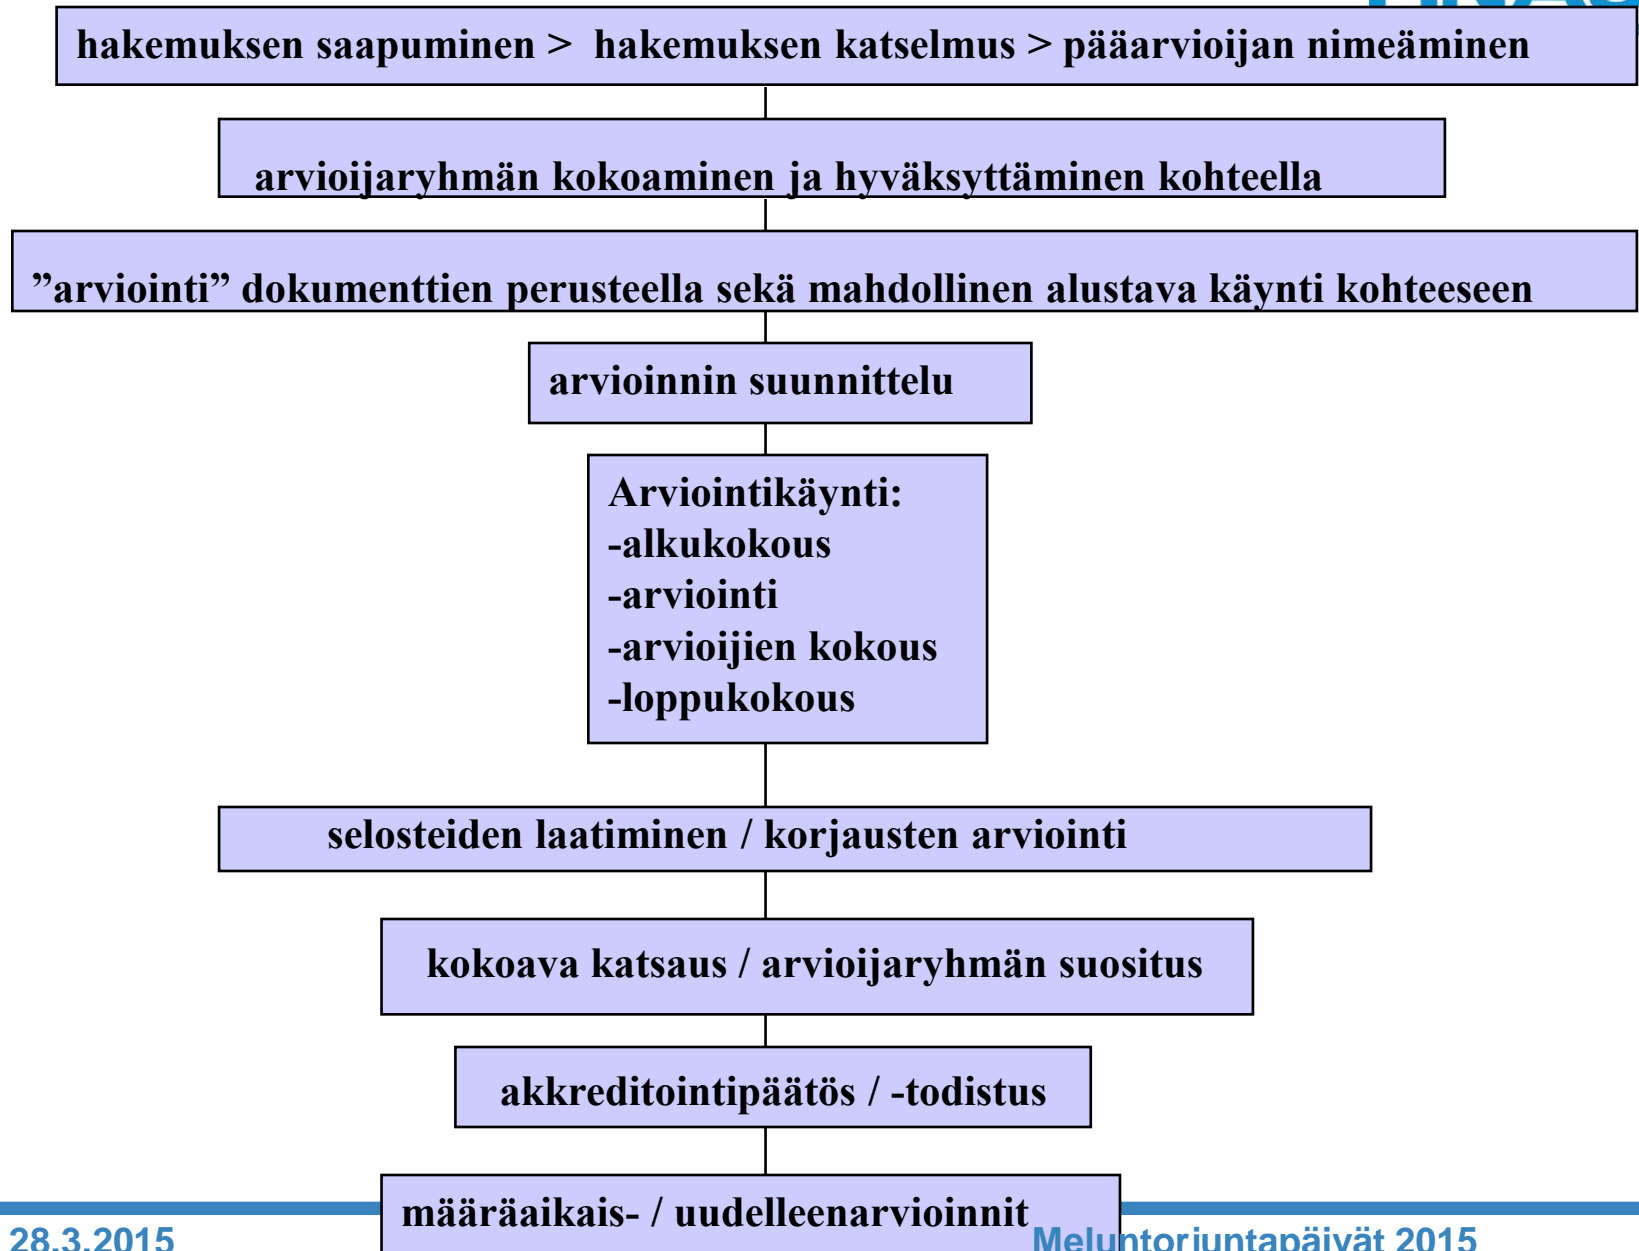 hakemuksen saapuminen > hakemuksen katselmus > pääarvioijan nimeäminen
arvioijaryhmän kokoaminen ja hyväksyttäminen kohteella
”arviointi” dokumenttien perusteella sekä mahdollinen alustava käynti kohteeseen
arvioinnin suunnittelu
Arviointikäynti:
-alkukokous
-arviointi
-arvioijien kokous
-loppukokous
selosteiden laatiminen / korjausten arviointi
kokoava katsaus / arvioijaryhmän suositus
akkreditointipäätös / -todistus
määräaikais- / uudelleenarvioinnit
28.3.2015
Meluntorjuntapäivät 2015